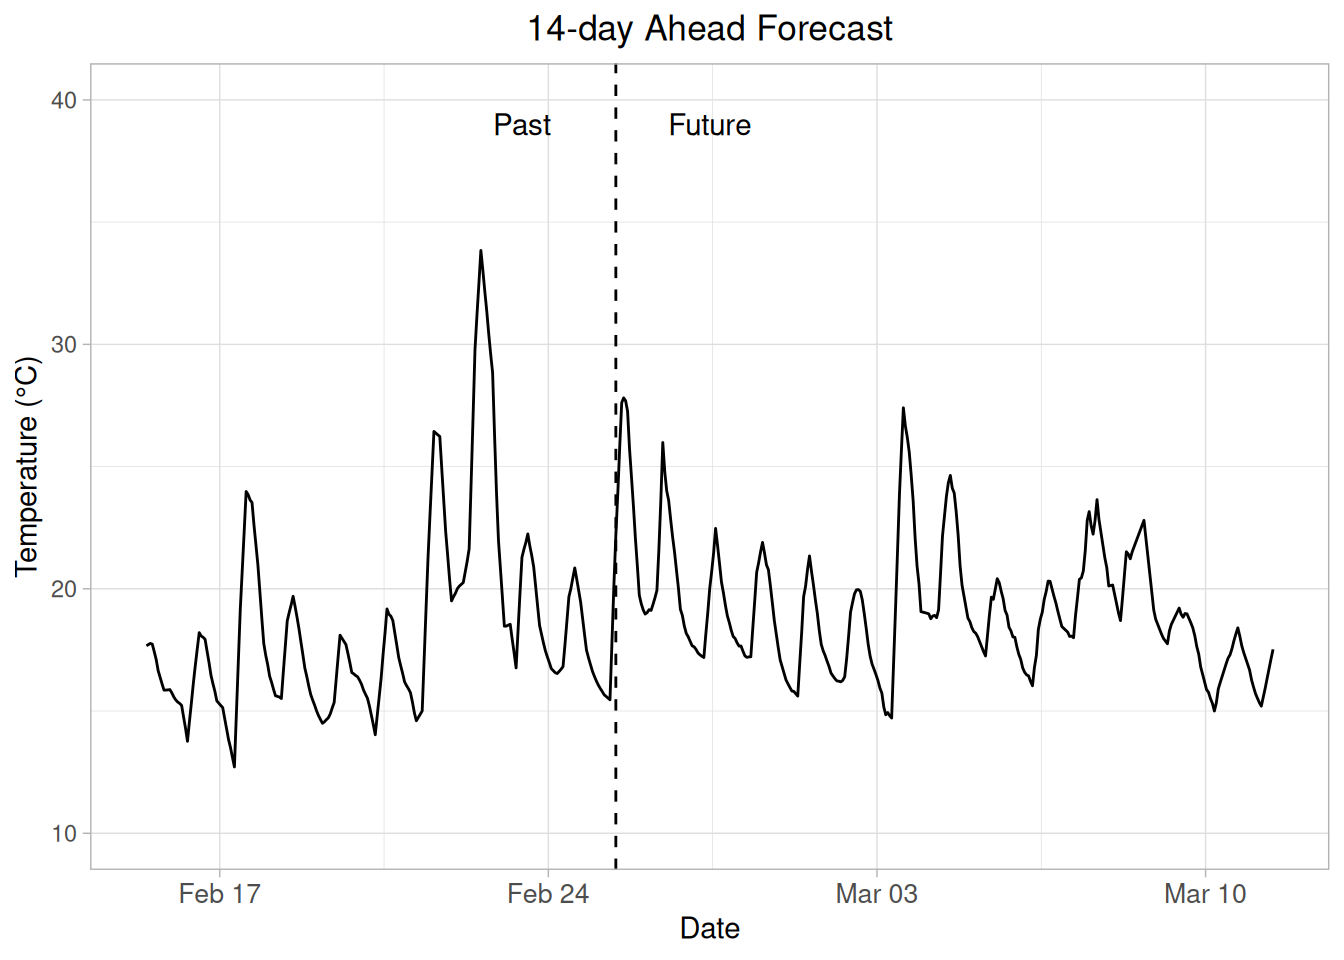 14-day Ahead Forecast
40
Past
Future
30
20
10
Temperature (°C)
Feb 17
Feb 24
Mar 03
Mar 10
Date